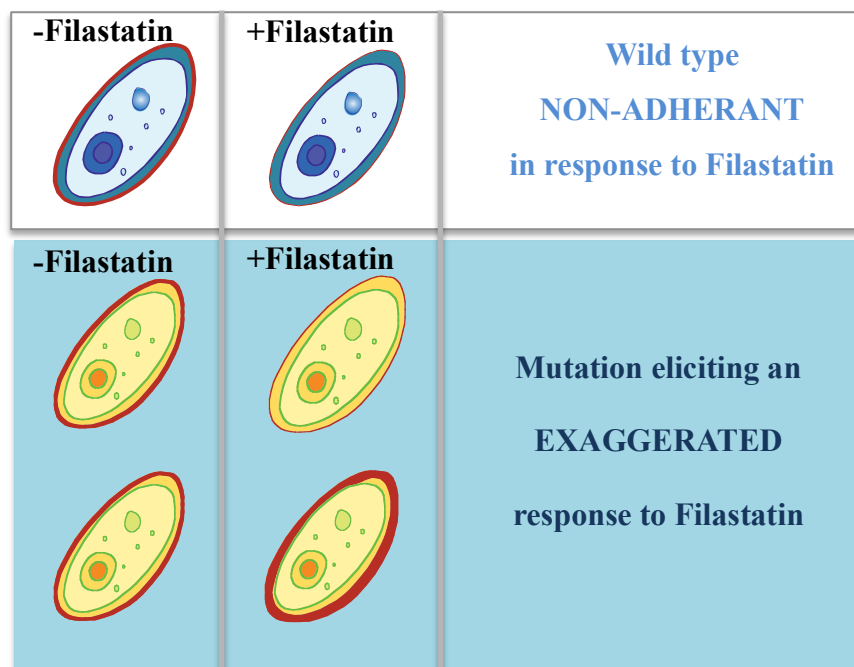 -Filastatin
+Filastatin
Wild type
NON-ADHERANT
in response to Filastatin
-Filastatin
+Filastatin
Mutation eliciting an
EXAGGERATED
response to Filastatin